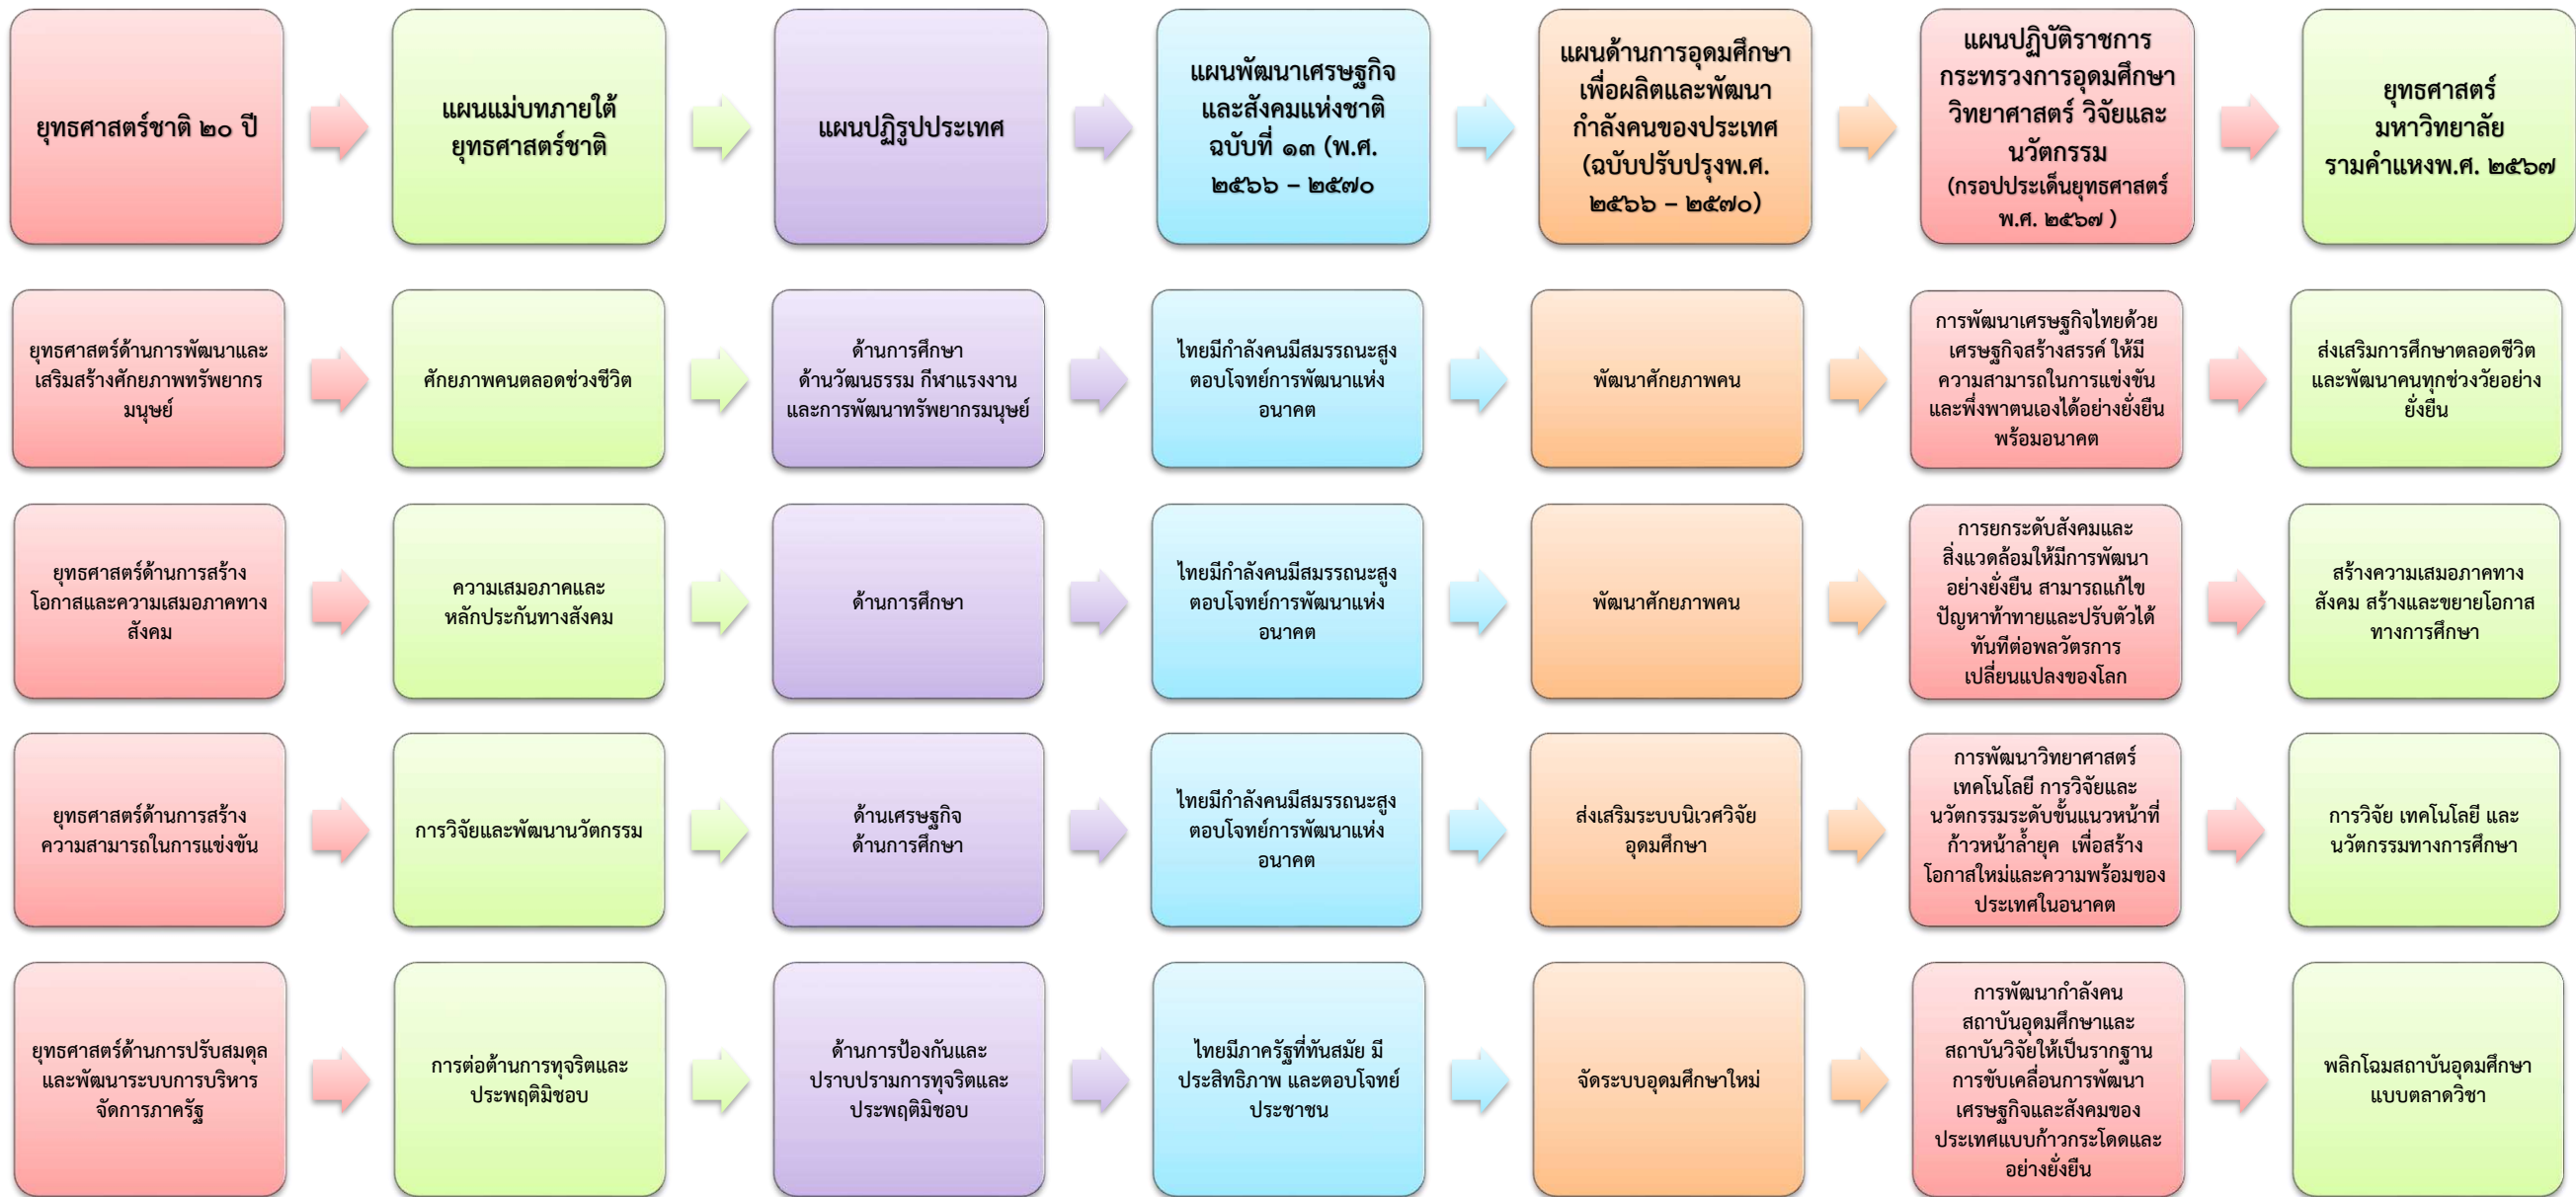 ยุทธศาสตร์ชาติ ๒๐ ปี
แผนแม่บทภายใต้
ยุทธศาสตร์ชาติ
แผนปฏิรูปประเทศ
แผนพัฒนาเศรษฐกิจ
และสังคมแห่งชาติ
ฉบับที่ ๑๓ (พ.ศ.
๒๕๖๖ – ๒๕๗๐
แผนด้านการอุดมศึกษา
เพื่อผลิตและพัฒนา
กำลังคนของประเทศ
(ฉบับปรับปรุงพ.ศ.
๒๕๖๖ – ๒๕๗๐)
แผนปฏิบัติราชการ
กระทรวงการอุดมศึกษา
วิทยาศาสตร์ วิจัยและ
นวัตกรรม
(กรอปประเด็นยุทธศาสตร์
พ.ศ. ๒๕๖๗ )
ยุทธศาสตร์
มหาวิทยาลัย
รามคำแหงพ.ศ. ๒๕๖๗
ยุทธศาสตร์ด้านการพัฒนาและ
เสริมสร้างศักยภาพทรัพยากร
มนุษย์
ศักยภาพคนตลอดช่วงชีวิต
ด้านการศึกษา
ด้านวัฒนธรรม กีฬาแรงงาน
และการพัฒนาทรัพยากรมนุษย์
ไทยมีกำลังคนมีสมรรถนะสูง
ตอบโจทย์การพัฒนาแห่ง
อนาคต
พัฒนาศักยภาพคน
การพัฒนาเศรษฐกิจไทยด้วย
เศรษฐกิจสร้างสรรค์ ให้มี
ความสามารถในการแข่งขัน
และพึ่งพาตนเองได้อย่างยั่งยืน
พร้อมอนาคต
ส่งเสริมการศึกษาตลอดชีวิต
และพัฒนาคนทุกช่วงวัยอย่าง
ยั่งยืน
ยุทธศาสตร์ด้านการสร้าง
โอกาสและความเสมอภาคทาง
สังคม
ความเสมอภาคและ
หลักประกันทางสังคม
ด้านการศึกษา
ไทยมีกำลังคนมีสมรรถนะสูง
ตอบโจทย์การพัฒนาแห่ง
อนาคต
พัฒนาศักยภาพคน
การยกระดับสังคมและ
สิ่งแวดล้อมให้มีการพัฒนา
อย่างยั่งยืน สามารถแก้ไข
ปัญหาท้าทายและปรับตัวได้
ทันทีต่อพลวัตรการ
เปลี่ยนแปลงของโลก
สร้างความเสมอภาคทาง
สังคม สร้างและขยายโอกาส
ทางการศึกษา
ยุทธศาสตร์ด้านการสร้าง
ความสามารถในการแข่งขัน
การวิจัยและพัฒนานวัตกรรม
ด้านเศรษฐกิจ
ด้านการศึกษา
ไทยมีกำลังคนมีสมรรถนะสูง
ตอบโจทย์การพัฒนาแห่ง
อนาคต
ส่งเสริมระบบนิเวศวิจัย
อุดมศึกษา
การพัฒนาวิทยาศาสตร์
เทคโนโลยี การวิจัยและ
นวัตกรรมระดับขั้นแนวหน้าที่
ก้าวหน้าล้ำยุค เพื่อสร้าง
โอกาสใหม่และความพร้อมของ
ประเทศในอนาคต
การวิจัย เทคโนโลยี และ
นวัตกรรมทางการศึกษา
ยุทธศาสตร์ด้านการปรับสมดุล
และพัฒนาระบบการบริหาร
จัดการภาครัฐ
การต่อต้านการทุจริตและ
ประพฤติมิชอบ
ด้านการป้องกันและ
ปราบปรามการทุจริตและ
ประพฤติมิชอบ
ไทยมีภาครัฐที่ทันสมัย มี
ประสิทธิภาพ และตอบโจทย์
ประชาชน
จัดระบบอุดมศึกษาใหม่
การพัฒนากำลังคน
สถาบันอุดมศึกษาและ
สถาบันวิจัยให้เป็นรากฐาน
การขับเคลื่อนการพัฒนา
เศรษฐกิจและสังคมของ
ประเทศแบบก้าวกระโดดและ
อย่างยั่งยืน
พลิกโฉมสถาบันอุดมศึกษา
แบบตลาดวิชา